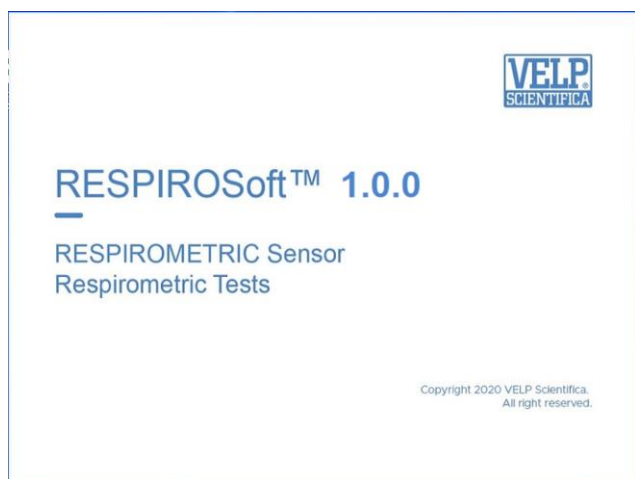 VELP®
SCIENTIFICA
RESPIROSoft™ 1.0.0
RESPIROMETRIC Sensor
Respirometric Tests
Copyright 2020 VELP Scientifica.
All right reserved.